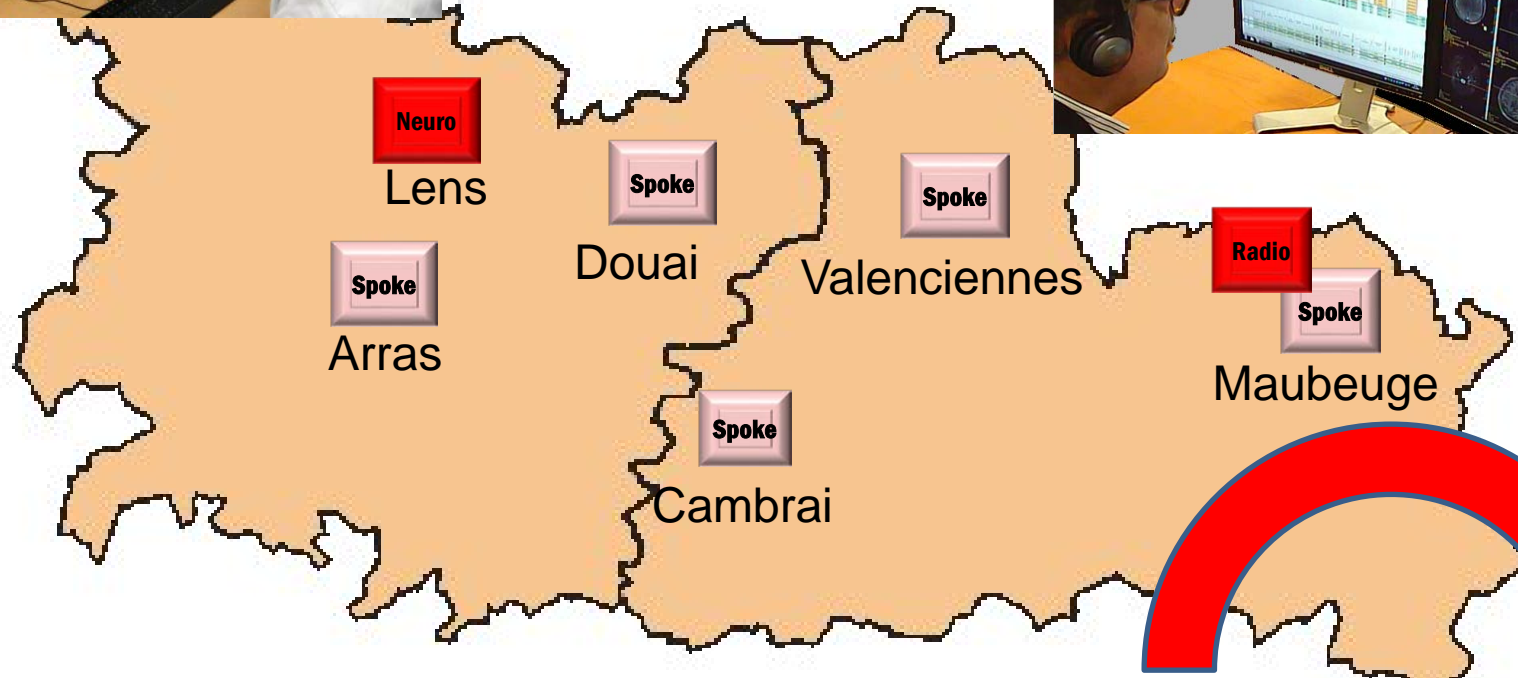 Neuro
Lens
Spoke
Douai
Spoke
Valenciennes
Radio
Spoke
Maubeuge
Spoke
Arras
Spoke
Cambrai